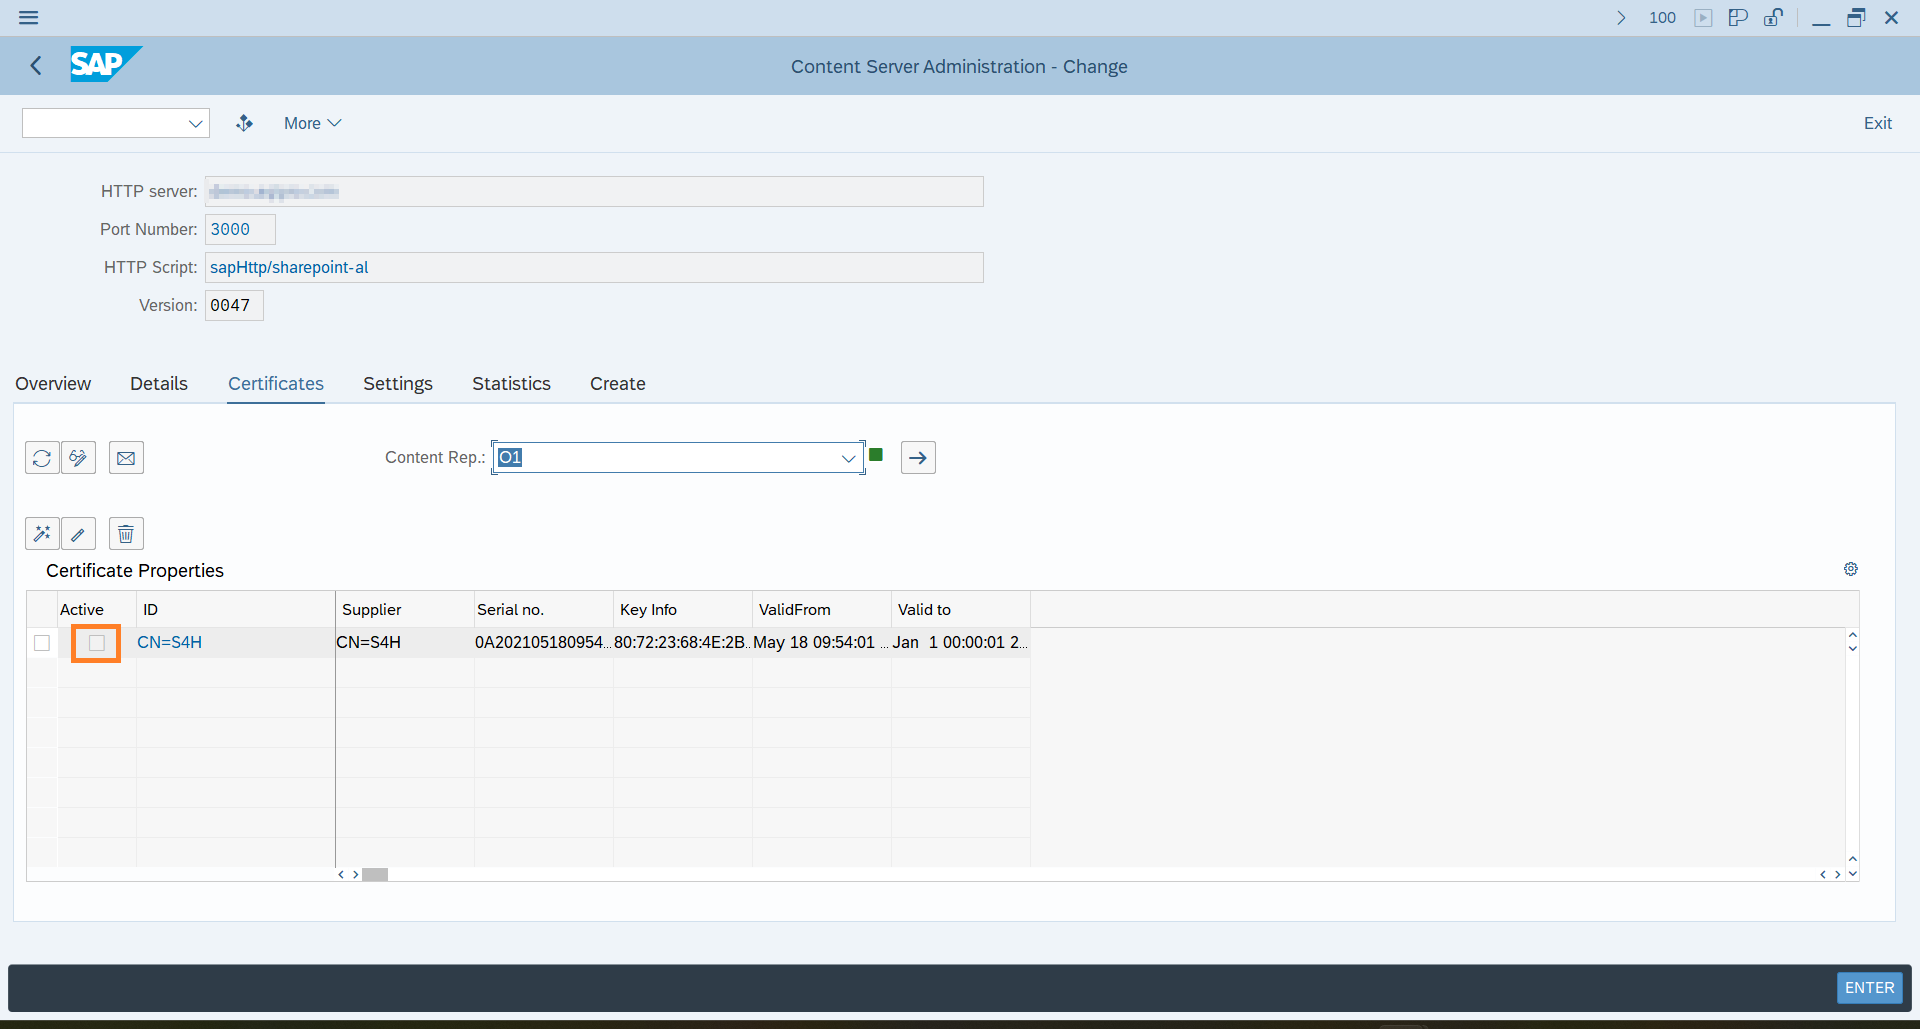 100
SAP
Content Server Administration - Change
More
Exit
HTTP server:
Port Number: 3000
HTTP Script: sapHttp/sharepoint-al
Version: 0047
Overview Details Certificates Settings Statistics Create
Content Rep.: O1
Certificate Properties
Active ID Supplier Serial no. Key Info ValidFrom Valid to
CN=S4H CN=S4H 0A202105180954... 80:72:23:68:4E:2B... May 18 09:54:01 ... Jan 1 00:00:01 2...
ENTER